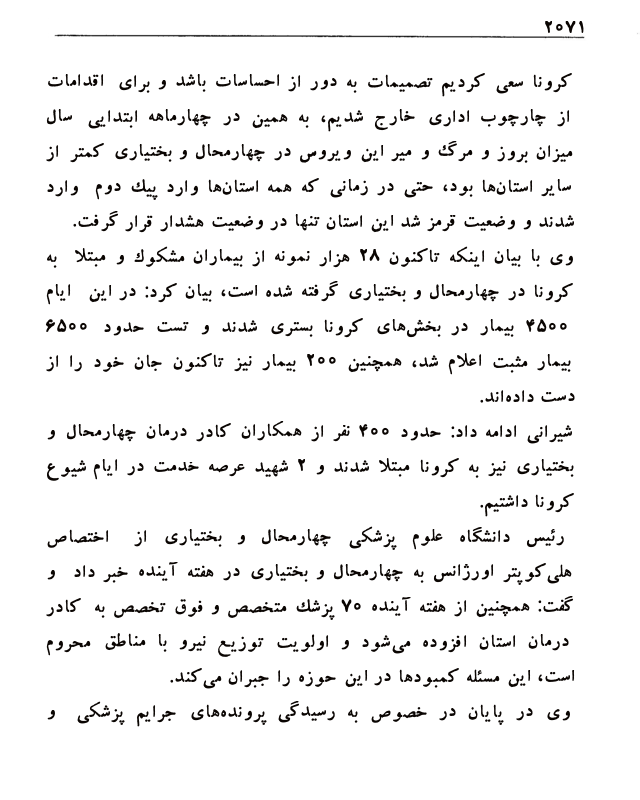 ۲۰۷۱
کرونا سعی کردیم تصمیمات به دور از احساسات باشد و برای اقدامات
از چارچوب اداری خارج شدیم، به همین در چهارماهه ابتدایی سال
میزان بروز و مرگ و میر این ویروس در چهارمحال و بختیاری کمتر از
سایر استان‌ها بود، حتی در زمانی که همه استان‌ها وارد پیک دوم وارد
شدند و وضعیت قرمز شد این استان تنها در وضعیت هشدار قرار گرفت.
وی با بیان اینکه تاکنون ۲۸ هزار نمونه از بیماران مشکوک و مبتلا به
کرونا در چهارمحال و بختیاری گرفته شده است، بیان کرد: در این ایام
۴۵۰۰ بیمار در بخش‌های کرونا بستری شدند و تست حدود ۶۵۰۰
بیمار مثبت اعلام شد، همچنین ۲۰۰ بیمار نیز تاکنون جان خود را از
دست داده‌اند.
شیرانی ادامه داد: حدود ۴۰۰ نفر از همکاران کادر درمان چهارمحال و
بختیاری نیز به کرونا مبتلا شدند و ۲ شهید عرصه خدمت در ایام شیوع
کرونا داشتیم.
رئیس دانشگاه علوم پزشکی چهارمحال و بختیاری از اختصاص
هلی‌کوپتر اورژانس به چهارمحال و بختیاری در هفته آینده خبر داد و
گفت: همچنین از هفته آینده ۷۰ پزشک متخصص و فوق تخصص به کادر
درمان استان افزوده می‌شود و اولویت توزیع نیرو با مناطق محروم
است، این مسئله کمبودها در این حوزه را جبران می‌کند.
وی در پایان در خصوص به رسیدگی پرونده‌های جرایم پزشکی و